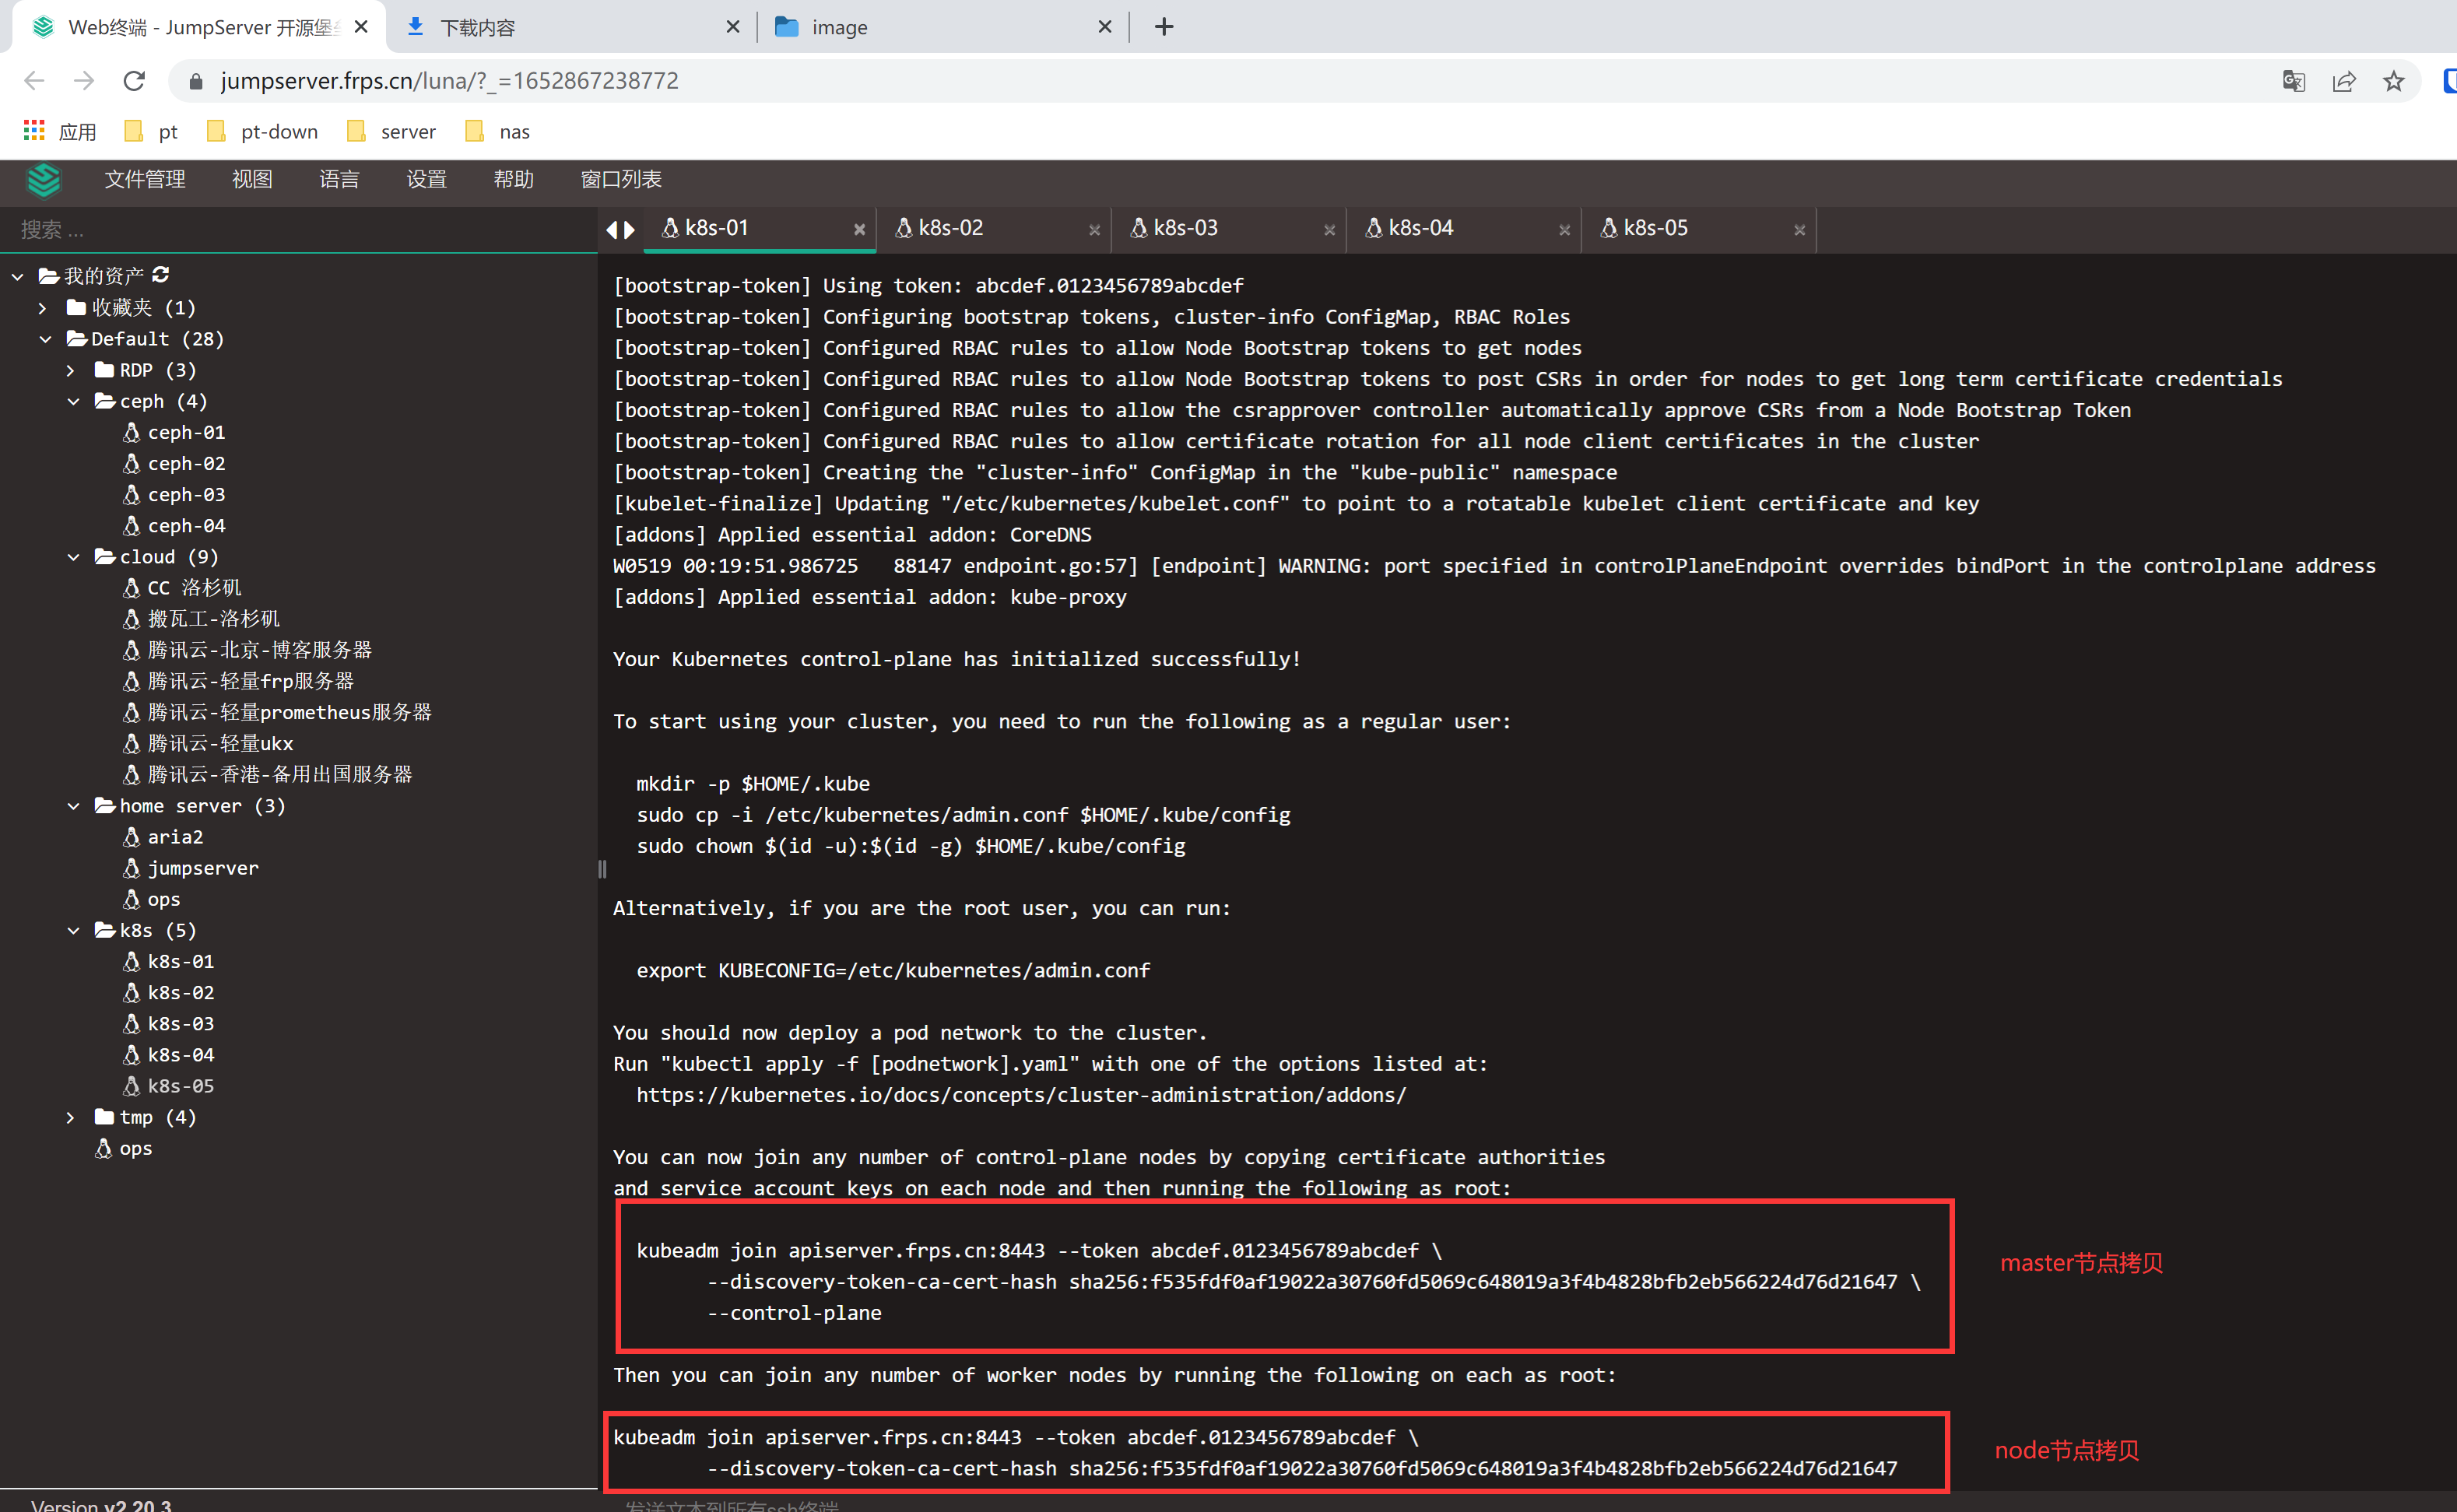 Web终端 - JumpServer 开源堡
下载内容
image
jumpserver.frps.cn/luna/?_=1652867238772
应用
pt
pt-down
server
nas
文件管理
视图
语言
设置
帮助
窗口列表
搜索 ...
k8s-01
k8s-02
k8s-03
k8s-04
k8s-05
我的资产
收藏夹 (1)
Default (28)
RDP (3)
ceph (4)
ceph-01
ceph-02
ceph-03
ceph-04
cloud (9)
CC 洛杉矶
搬瓦工-洛杉矶
腾讯云-北京-博客服务器
腾讯云-轻量frp服务器
腾讯云-轻量prometheus服务器
腾讯云-轻量ukx
腾讯云-香港-备用出国服务器
home server (3)
aria2
jumpserver
ops
k8s (5)
k8s-01
k8s-02
k8s-03
k8s-04
k8s-05
tmp (4)
ops
Version v2.20.3
[bootstrap-token] Using token: abcdef.0123456789abcdef
[bootstrap-token] Configuring bootstrap tokens, cluster-info ConfigMap, RBAC Roles
[bootstrap-token] Configured RBAC rules to allow Node Bootstrap tokens to get nodes
[bootstrap-token] Configured RBAC rules to allow Node Bootstrap tokens to post CSRs in order for nodes to get long term certificate credentials
[bootstrap-token] Configured RBAC rules to allow the csrapprover controller automatically approve CSRs from a Node Bootstrap Token
[bootstrap-token] Configured RBAC rules to allow certificate rotation for all node client certificates in the cluster
[bootstrap-token] Creating the "cluster-info" ConfigMap in the "kube-public" namespace
[kubelet-finalize] Updating "/etc/kubernetes/kubelet.conf" to point to a rotatable kubelet client certificate and key
[addons] Applied essential addon: CoreDNS
W0519 00:19:51.986725   88147 endpoint.go:57] [endpoint] WARNING: port specified in controlPlaneEndpoint overrides bindPort in the controlplane address
[addons] Applied essential addon: kube-proxy
Your Kubernetes control-plane has initialized successfully!
To start using your cluster, you need to run the following as a regular user:
mkdir -p $HOME/.kube
sudo cp -i /etc/kubernetes/admin.conf $HOME/.kube/config
sudo chown $(id -u):$(id -g) $HOME/.kube/config
Alternatively, if you are the root user, you can run:
export KUBECONFIG=/etc/kubernetes/admin.conf
You should now deploy a pod network to the cluster.
Run "kubectl apply -f [podnetwork].yaml" with one of the options listed at:
https://kubernetes.io/docs/concepts/cluster-administration/addons/
You can now join any number of control-plane nodes by copying certificate authorities
and service account keys on each node and then running the following as root:
kubeadm join apiserver.frps.cn:8443 --token abcdef.0123456789abcdef \
--discovery-token-ca-cert-hash sha256:f535fdf0af19022a30760fd5069c648019a3f4b4828bfb2eb566224d76d21647 \
--control-plane
master节点拷贝
Then you can join any number of worker nodes by running the following on each as root:
kubeadm join apiserver.frps.cn:8443 --token abcdef.0123456789abcdef \
--discovery-token-ca-cert-hash sha256:f535fdf0af19022a30760fd5069c648019a3f4b4828bfb2eb566224d76d21647
node节点拷贝
发送文本到所有ssh终端